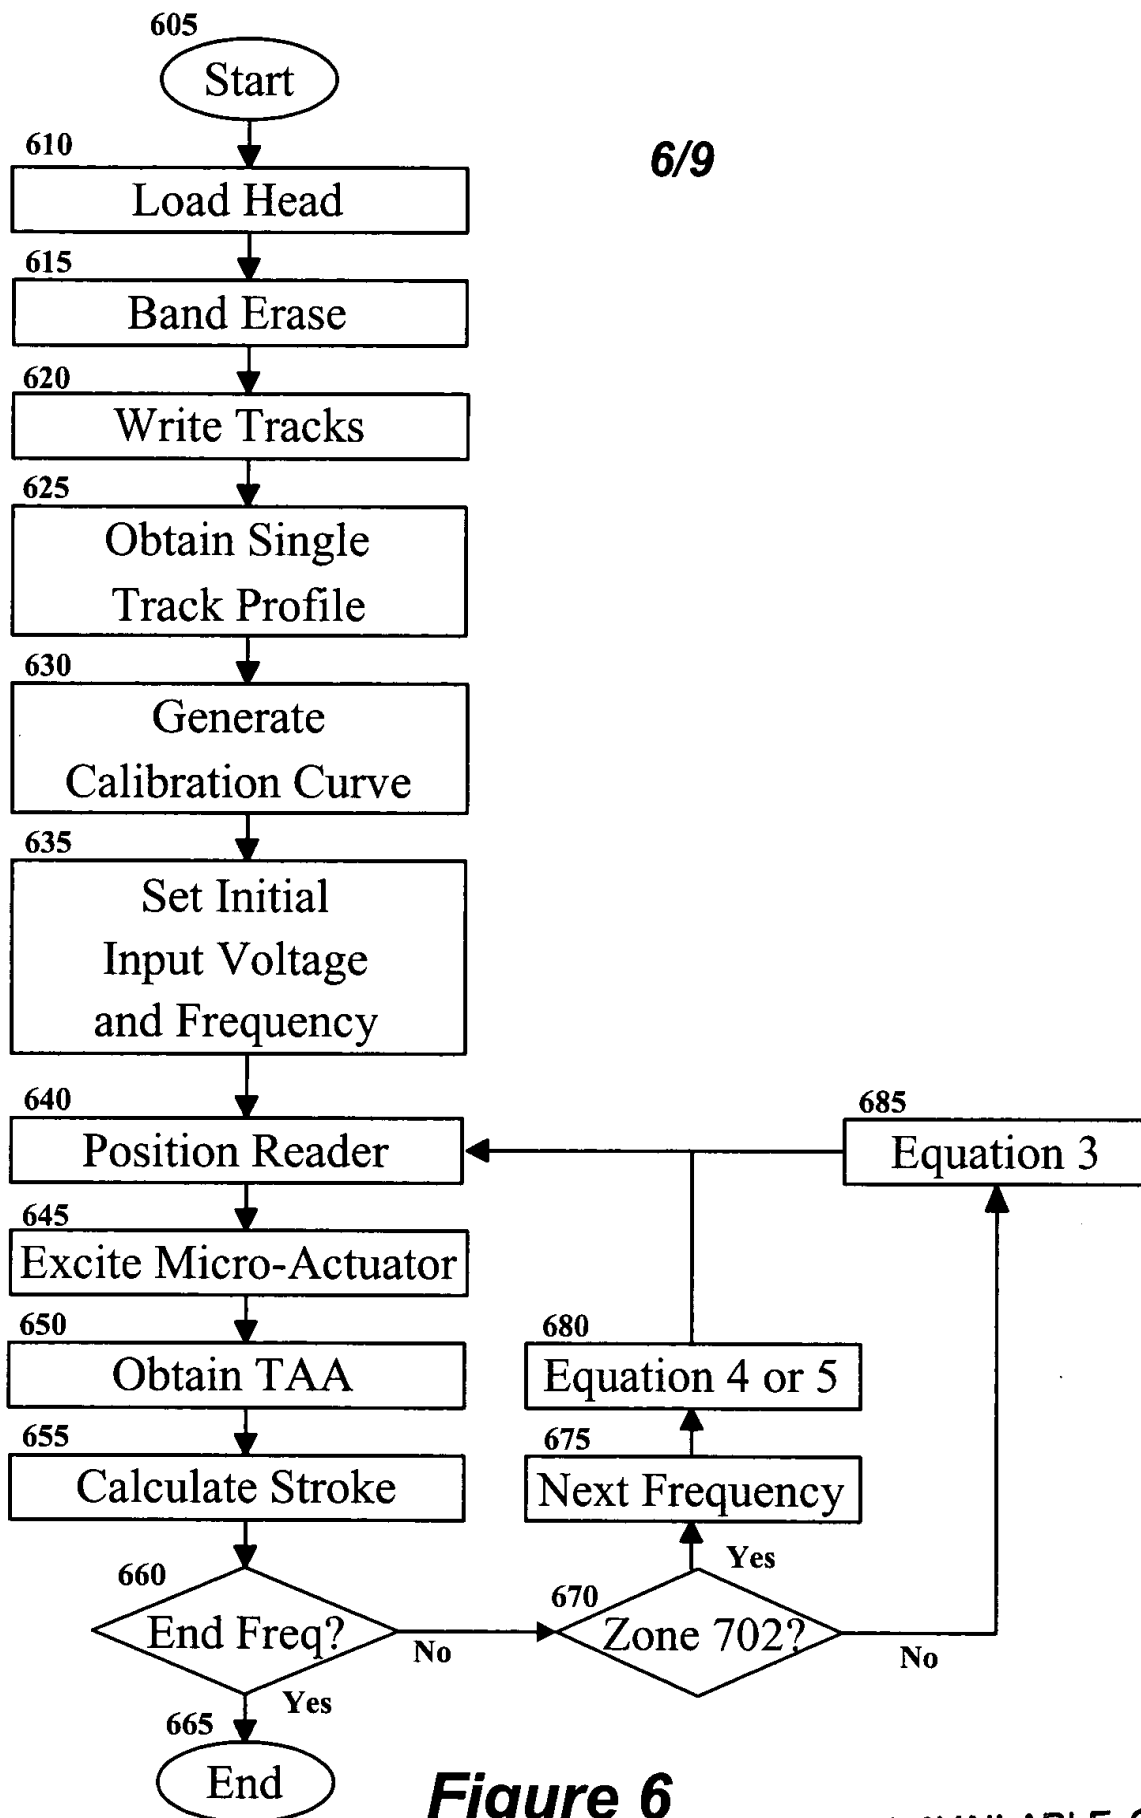 605
Start
6/9
610
Load Head
615
Band Erase
620
Write Tracks
625
Obtain Single
Track Profile
630
Generate
Calibration Curve
635
Set Initial
Input Voltage
and Frequency
640
Position Reader
685
Equation 3
645
Excite Micro-Actuator
650
Obtain TAA
680
Equation 4 or 5
655
Calculate Stroke
675
Next Frequency
Yes
660
End Freq?
No
670
Zone 702?
No
Yes
665
End
Figure 6